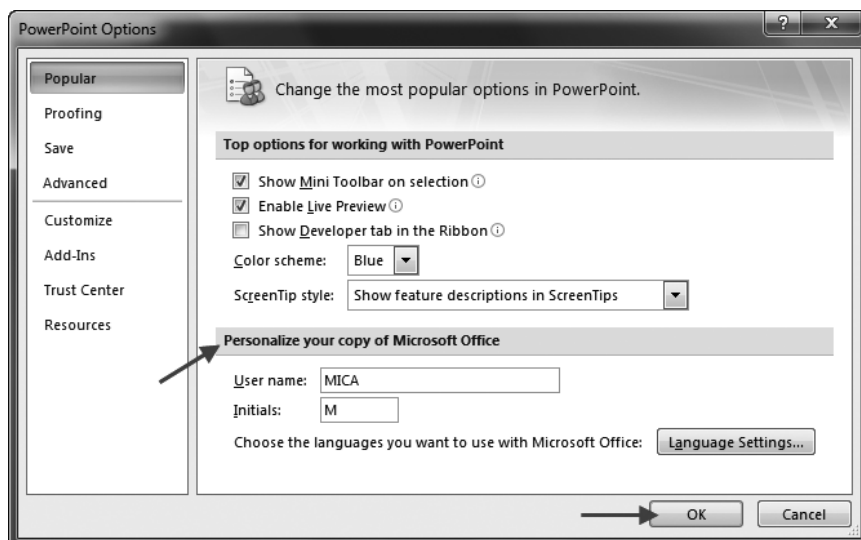 PowerPoint Options
?
X
Popular
Proofing
Save
Advanced
Customize
Add-Ins
Trust Center
Resources
Change the most popular options in PowerPoint.
Top options for working with PowerPoint
Show Mini Toolbar on selection
Enable Live Preview
Show Developer tab in the Ribbon
Color scheme: Blue
ScreenTip style: Show feature descriptions in ScreenTips
Personalize your copy of Microsoft Office
User name: MICA
Initials: M
Choose the languages you want to use with Microsoft Office: Language Settings...
OK Cancel